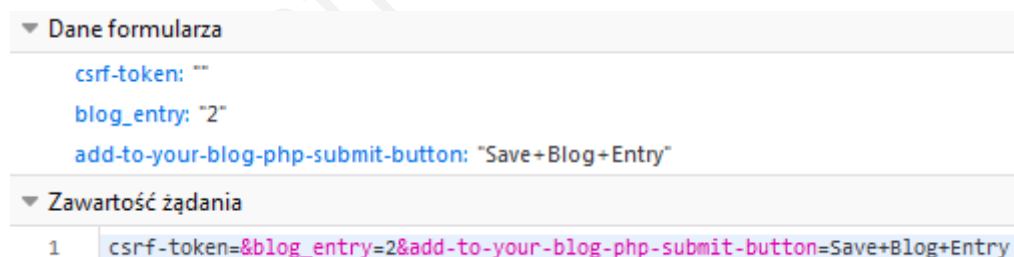 Dane formularza
csrf-token: ""
blog_entry: "2"
add-to-your-blog-php-submit-button: "Save+Blog+Entry"
Zawartość żądania
1 csrf-token=&blog_entry=2&add-to-your-blog-php-submit-button=Save+Blog+Entry